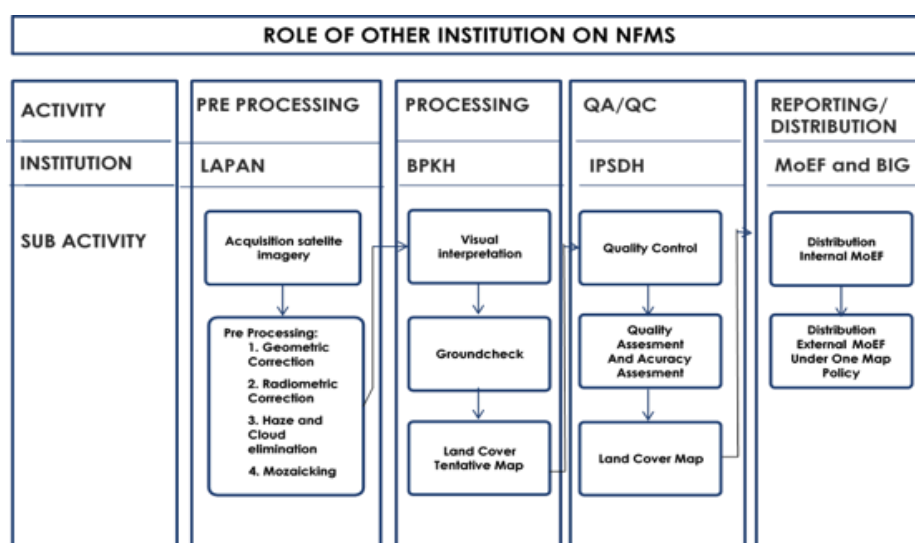 ROLE OF OTHER INSTITUTION ON NFMS
ACTIVITY
PRE PROCESSING
PROCESSING
QA/QC
REPORTING/
DISTRIBUTION
INSTITUTION
LAPAN
BPKH
IPSDH
MoEF and BIG
SUB ACTIVITY
Acquisition satelite
imagery
Pre Processing:
1. Geometric
Correction
2. Radiometric
Correction
3. Haze and
Cloud
elimination
4. Mozaicking
Visual
interpretation
Groundcheck
Land Cover
Tentative Map
Quality Control
Quality
Assesment
And Acuracy
Assesment
Land Cover Map
Distribution
Internal MoEF
Distribution
External MoEF
Under One Map
Policy